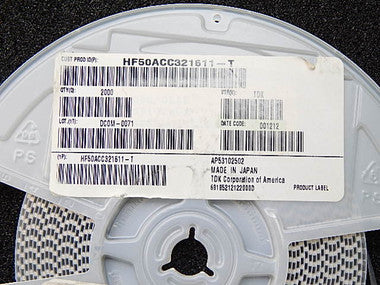 CUST PROD ID(P): HF50ACC321611-T
QTY(Q): 2000
TDK
LOT.(1T): DC0M-0071
DATE CODE: 001212
(1P): HF50ACC321611-T
AP53102502
MADE IN JAPAN
TDK Corporation of America
PRODUCT LABEL
PS